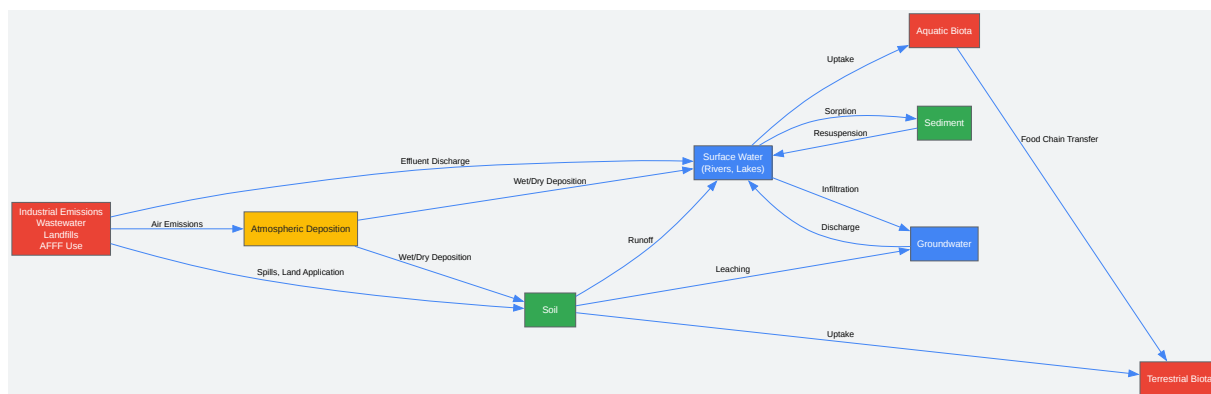 Aquatic Biota
Uptake
Sorption
Sediment
Resuspension
Food Chain Transfer
Surface Water
(Rivers, Lakes)
Effluent Discharge
Wet/Dry Deposition
Infiltration
Industrial Emissions
Wastewater
Landfills
AFFF Use
Air Emissions
Atmospheric Deposition
Discharge
Runoff
Groundwater
Wet/Dry Deposition
Leaching
Spills, Land Application
Soil
Uptake
Terrestrial Biota